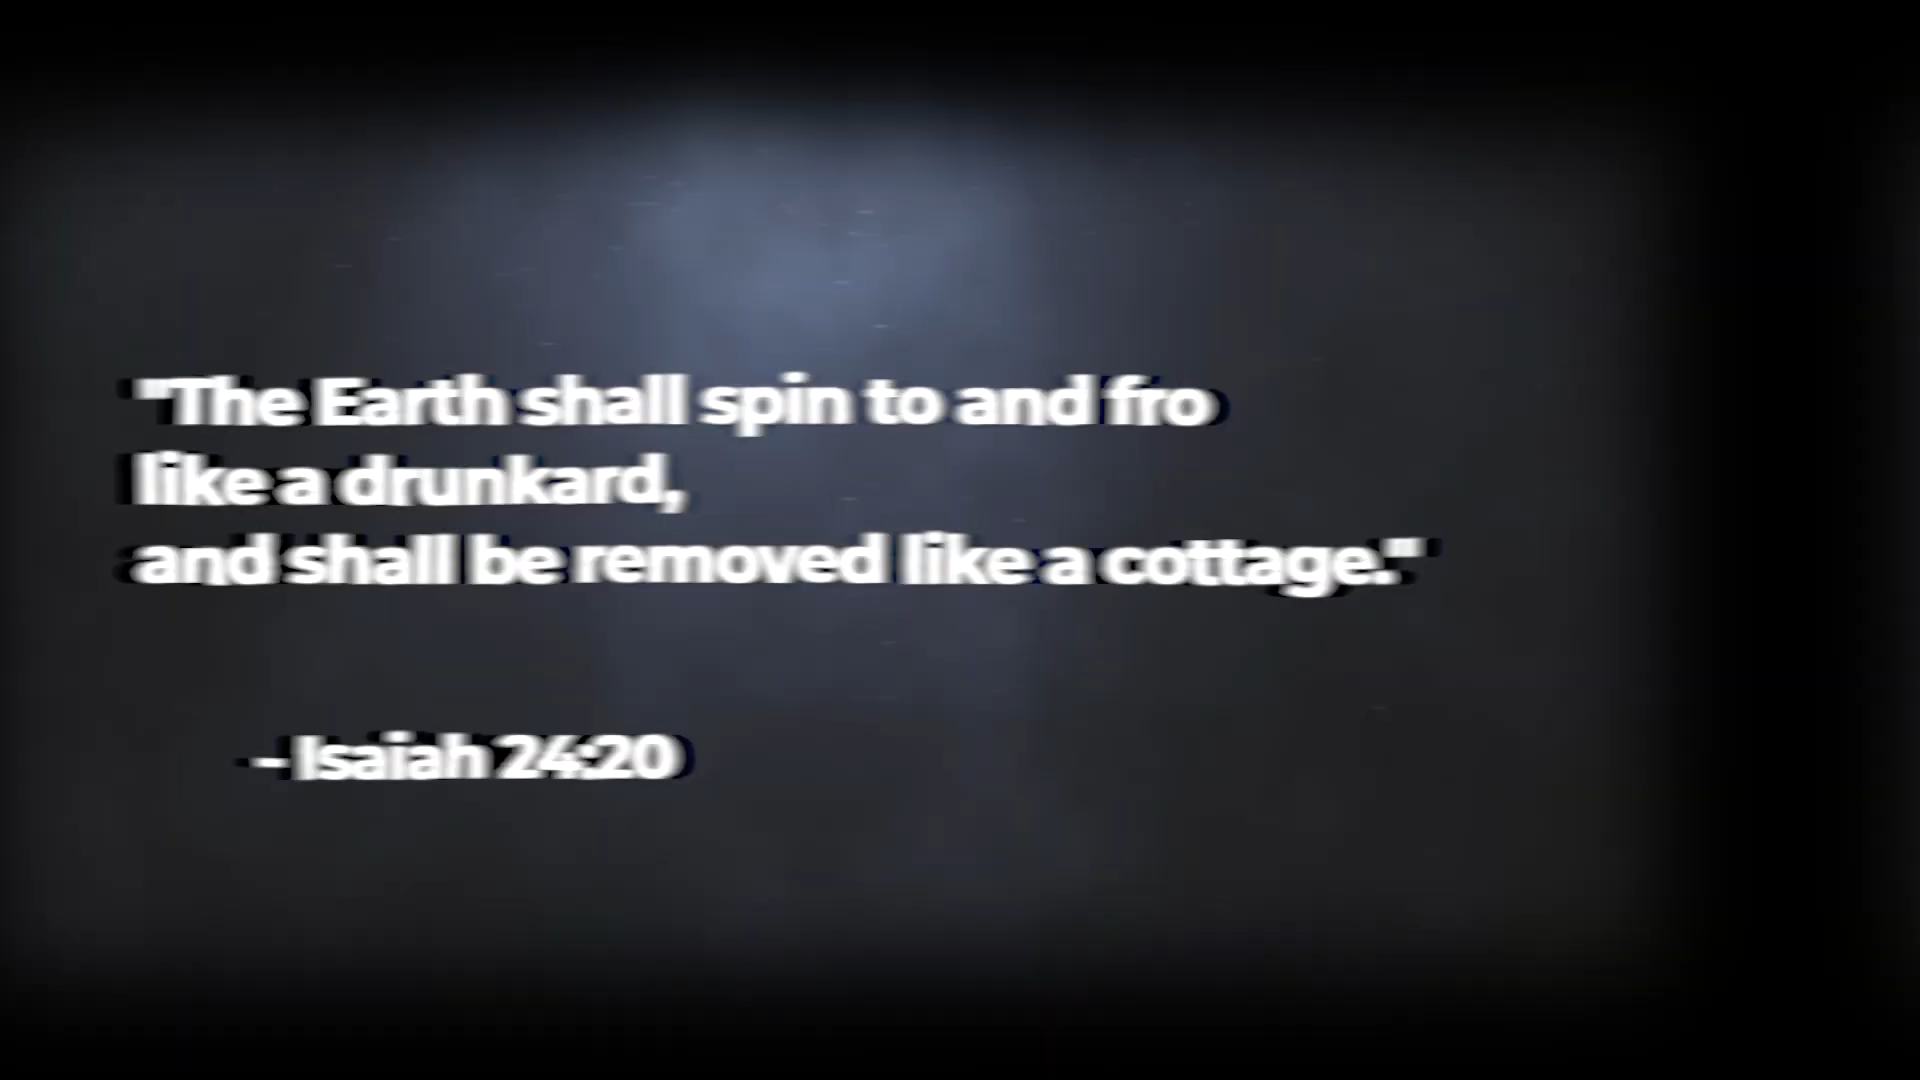 "The Earth shall spin to and fro
like a drunkard,
and shall be removed like a cottage."
- Isaiah 24:20